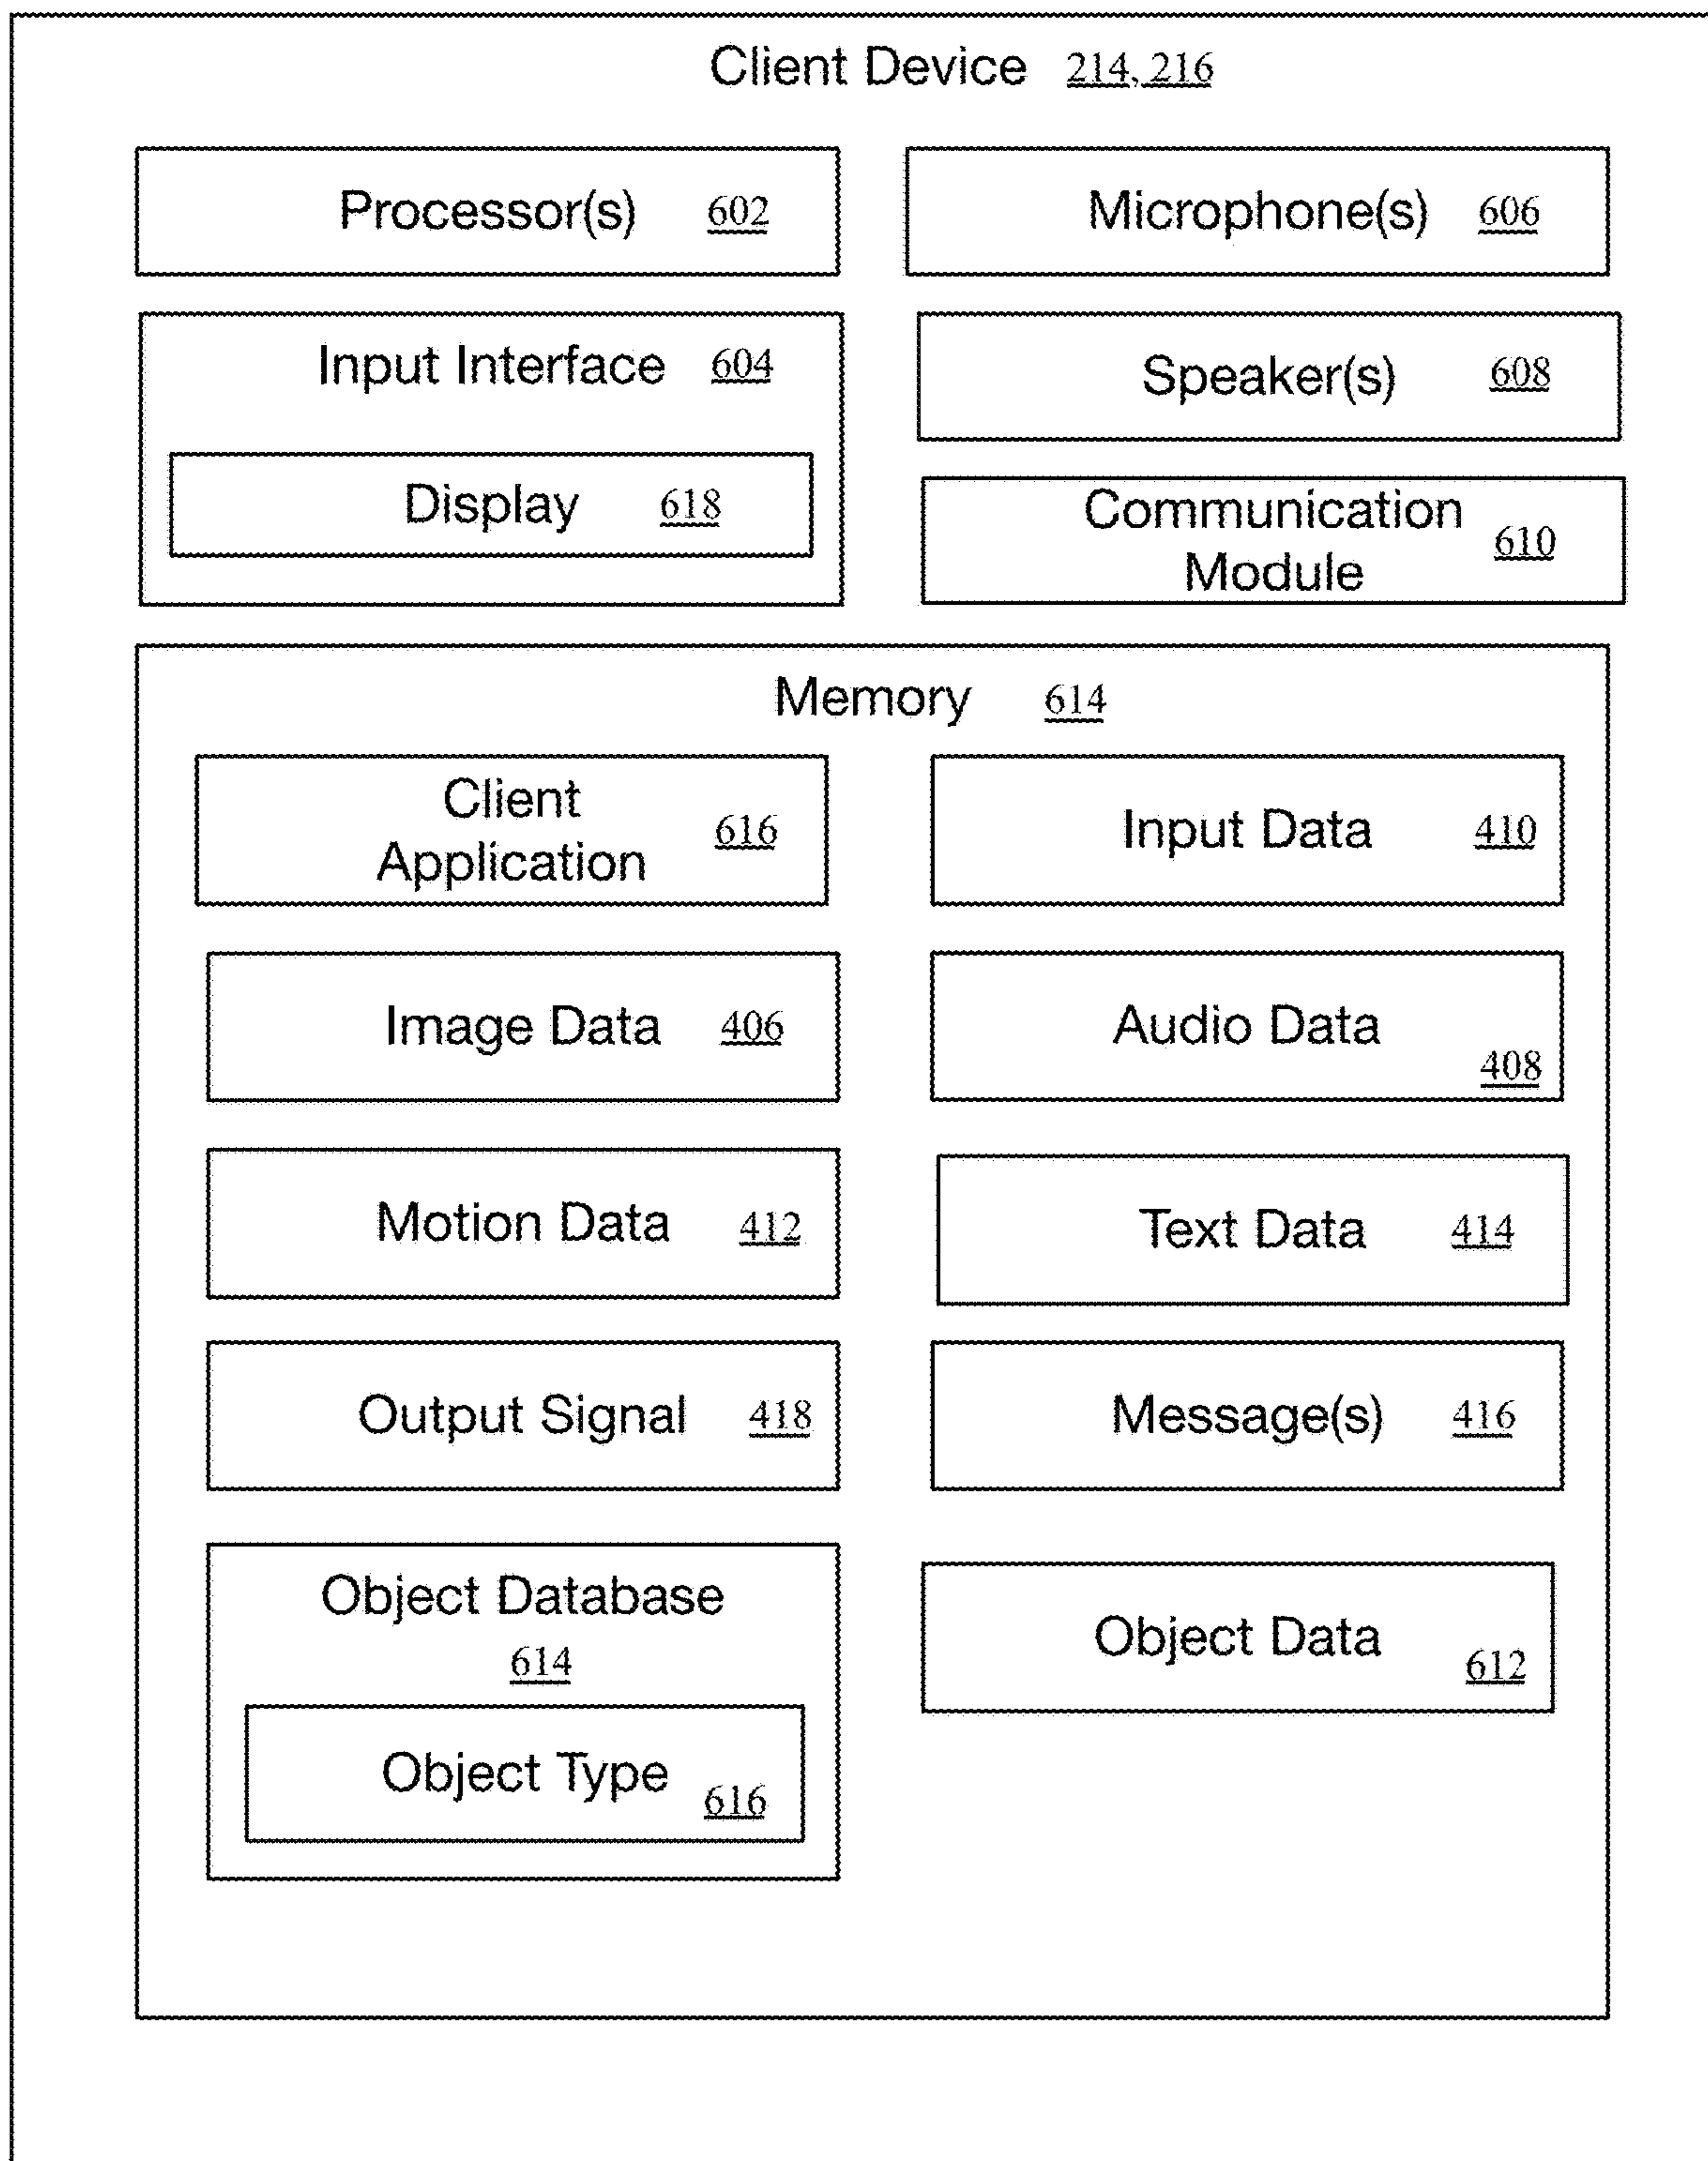 Client Device 214, 216
Processor(s) 602
Microphone(s) 606
Input Interface 604
Display 618
Speaker(s) 608
Communication
Module 610
Memory 614
Client
Application 616
Input Data 410
Image Data 406
Audio Data
408
Motion Data 412
Text Data 414
Output Signal 418
Message(s) 416
Object Database
614
Object Type
616
Object Data
612